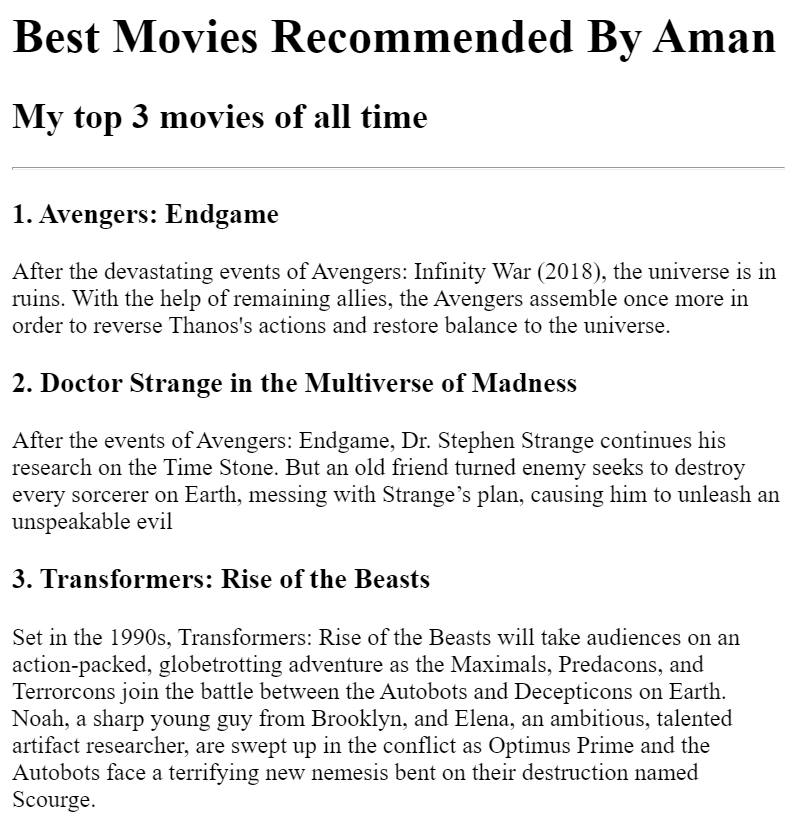 Best Movies Recommended By Aman
My top 3 movies of all time
1. Avengers: Endgame
After the devastating events of Avengers: Infinity War (2018), the universe is in
ruins. With the help of remaining allies, the Avengers assemble once more in
order to reverse Thanos's actions and restore balance to the universe.
2. Doctor Strange in the Multiverse of Madness
After the events of Avengers: Endgame, Dr. Stephen Strange continues his
research on the Time Stone. But an old friend turned enemy seeks to destroy
every sorcerer on Earth, messing with Strange’s plan, causing him to unleash an
unspeakable evil
3. Transformers: Rise of the Beasts
Set in the 1990s, Transformers: Rise of the Beasts will take audiences on an
action-packed, globetrotting adventure as the Maximals, Predacons, and
Terrorcons join the battle between the Autobots and Decepticons on Earth.
Noah, a sharp young guy from Brooklyn, and Elena, an ambitious, talented
artifact researcher, are swept up in the conflict as Optimus Prime and the
Autobots face a terrifying new nemesis bent on their destruction named
Scourge.